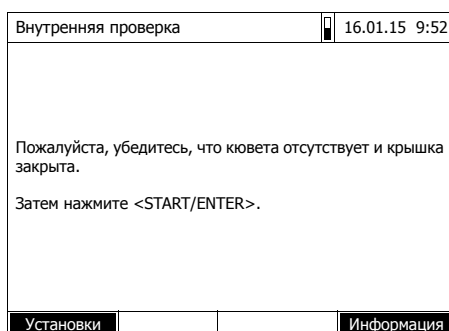 Внутренняя проверка 16.01.15 9:52
Пожалуйста, убедитесь, что кювета отсутствует и крышка
закрыта.
Затем нажмите <START/ENTER>.
Установки Информация